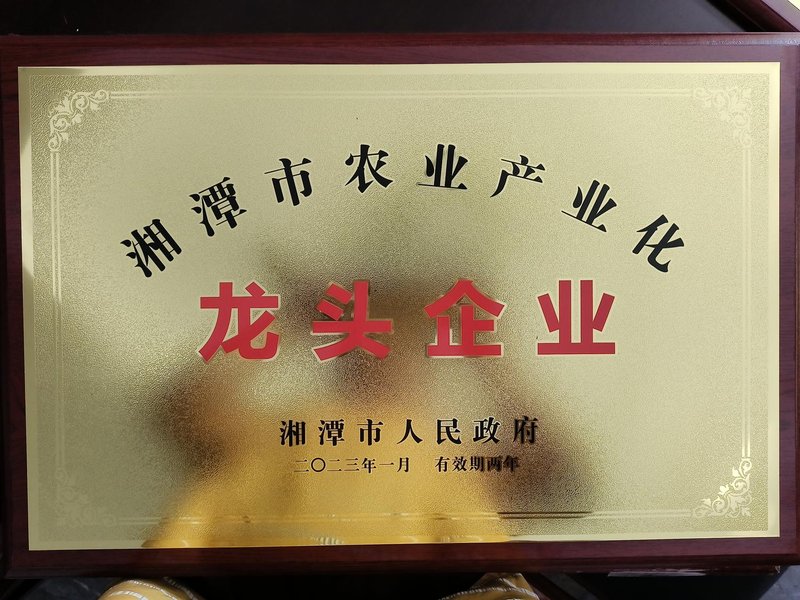 湘潭市农业产业化
龙头企业
湘潭市人民政府
二〇二三年一月 有效期两年